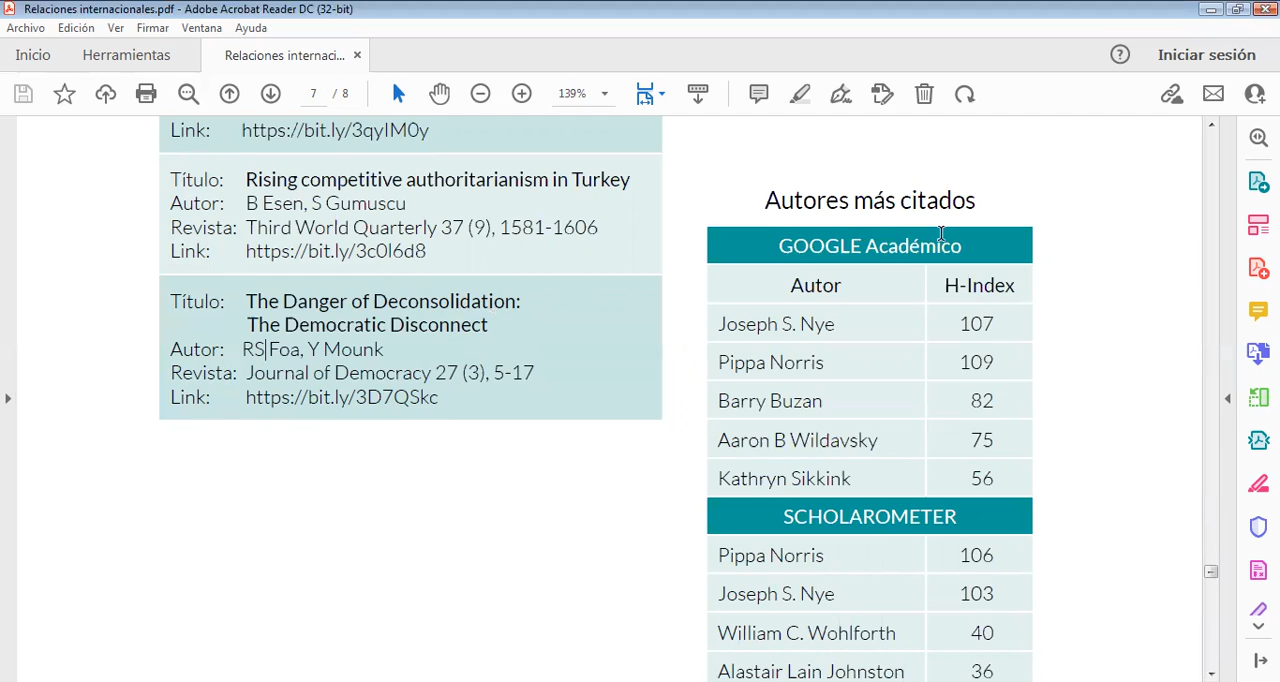 Relaciones internacionales.pdf - Adobe Acrobat Reader DC (32-bit)
Archivo Edición Ver Firmar Ventana Ayuda
Inicio Herramientas Relaciones internaci... × Iniciar sesión
7 / 8 139%
Link: https://bit.ly/3qyIM0y
Título: Rising competitive authoritarianism in Turkey
Autor: B Esen, S Gumuscu
Revista: Third World Quarterly 37 (9), 1581-1606
Link: https://bit.ly/3c0l6d8
Título: The Danger of Deconsolidation:
The Democratic Disconnect
Autor: RS Foa, Y Mounk
Revista: Journal of Democracy 27 (3), 5-17
Link: https://bit.ly/3D7QSkc
Autores más citados
GOOGLE Académico
Autor H-Index
Joseph S. Nye 107
Pippa Norris 109
Barry Buzan 82
Aaron B Wildavsky 75
Kathryn Sikkink 56
SCHOLAROMETER
Pippa Norris 106
Joseph S. Nye 103
William C. Wohlforth 40
Alastair Lain Johnston 36